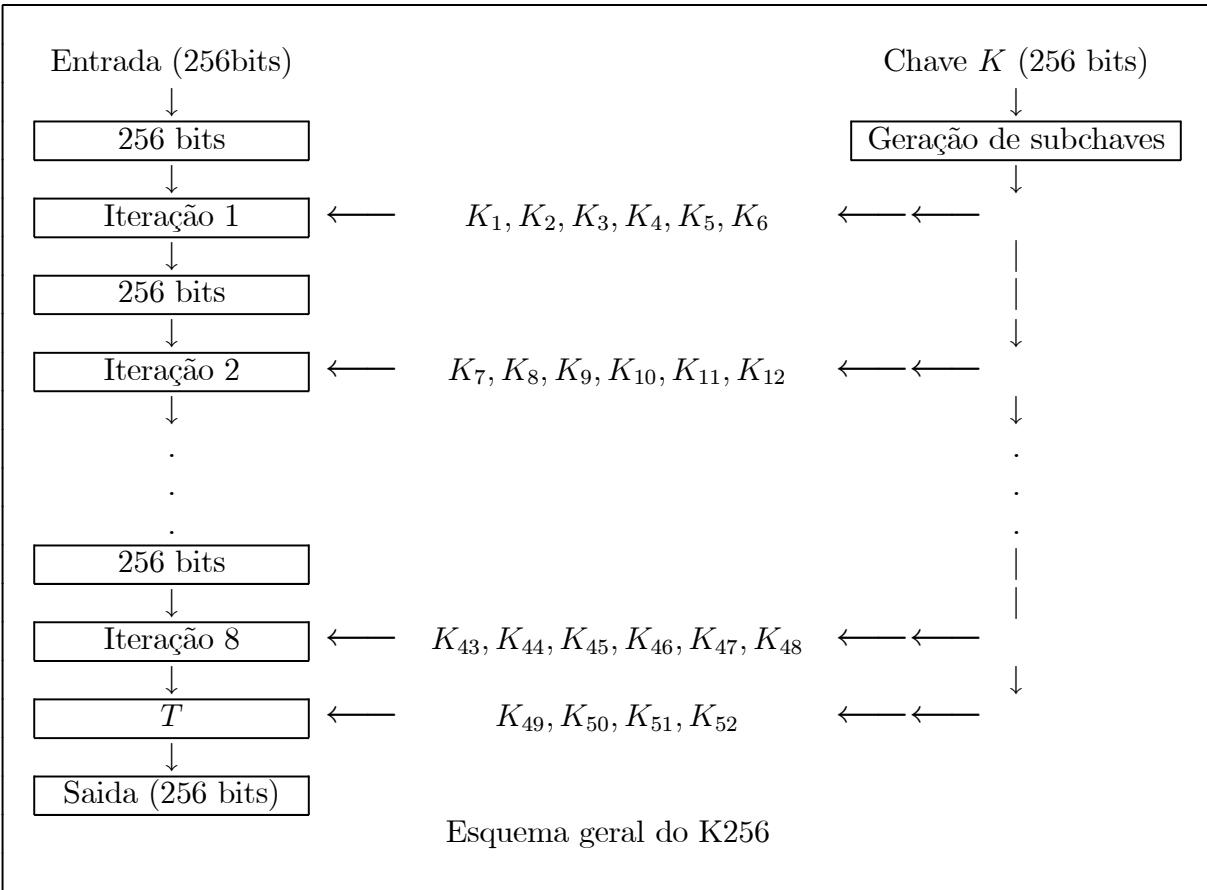 Entrada (256bits) Chave K (256 bits)
256 bits Geração de subchaves
Iteração 1 K1, K2, K3, K4, K5, K6
256 bits
Iteração 2 K7, K8, K9, K10, K11, K12
.
.
.
256 bits
Iteração 8 K43, K44, K45, K46, K47, K48
T K49, K50, K51, K52
Saida (256 bits)
Esquema geral do K256